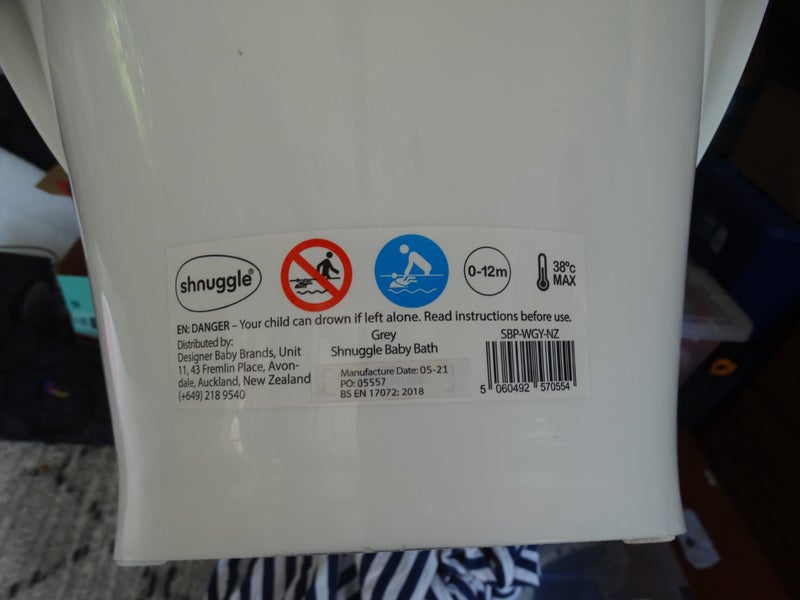 shnuggle®
0-12m
38ºc
MAX
EN: DANGER – Your child can drown if left alone. Read instructions before use.
Distributed by:
Designer Baby Brands, Unit
11, 43 Fremlin Place, Avon-
dale, Auckland, New Zealand
(+649) 218 9540
Grey
Shnuggle Baby Bath
Manufacture Date: 05-21
PO: 05557
BS EN 17072: 2018
SBP-WGY-NZ
5 060492 570554